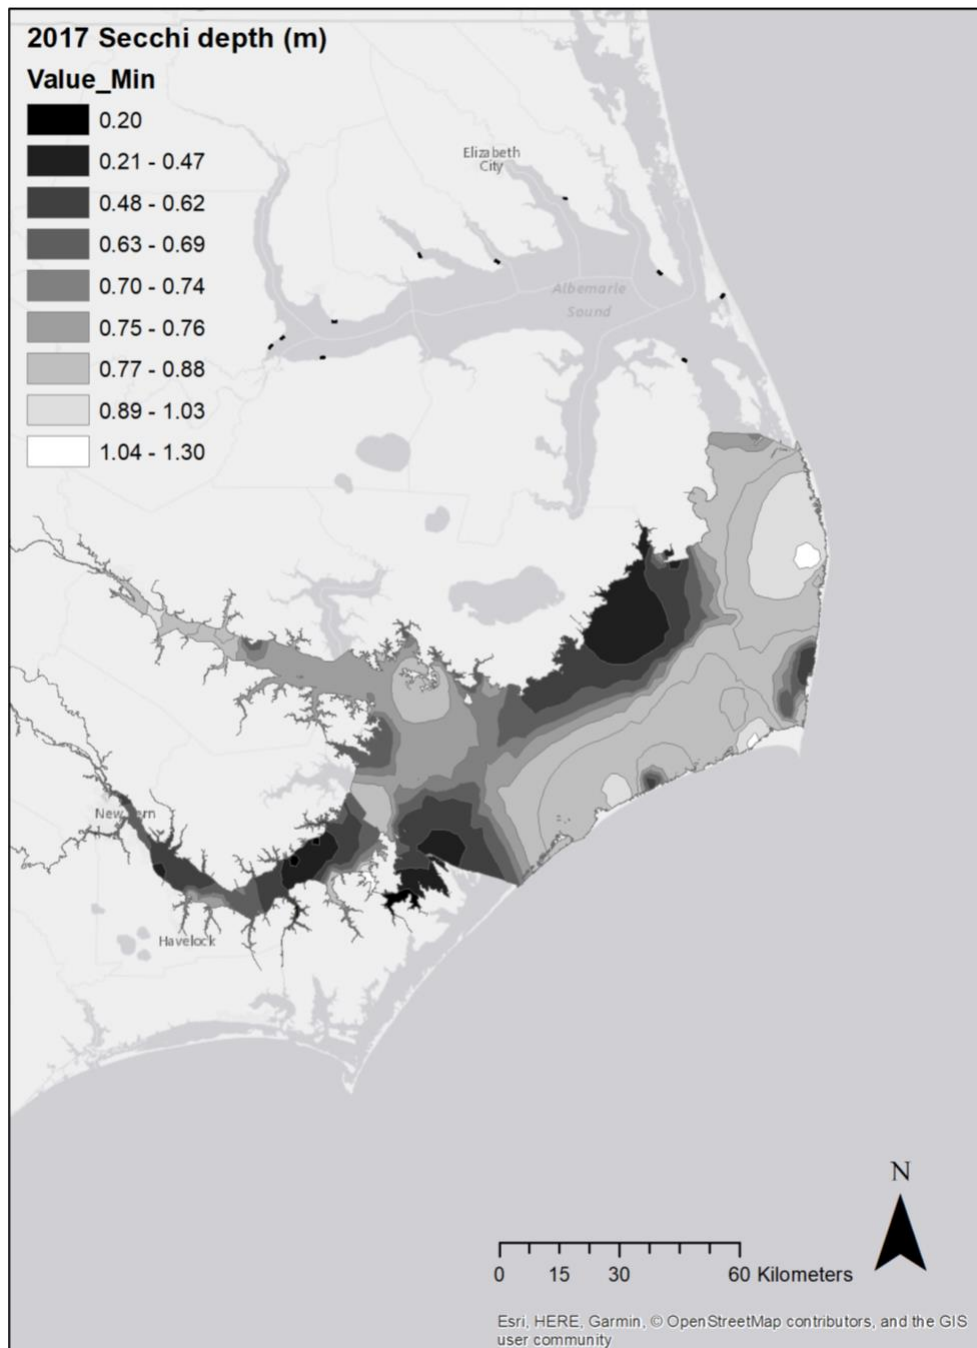 2017 Secchi depth (m)
Value_Min
0.20
0.21 - 0.47
0.48 - 0.62
0.63 - 0.69
0.70 - 0.74
0.75 - 0.76
0.77 - 0.88
0.89 - 1.03
1.04 - 1.30
Elizabeth
City
Albemarle
Sound
New
Havelock
N
0 15 30 60 Kilometers
Esri, HERE, Garmin, © OpenStreetMap contributors, and the GIS
user community